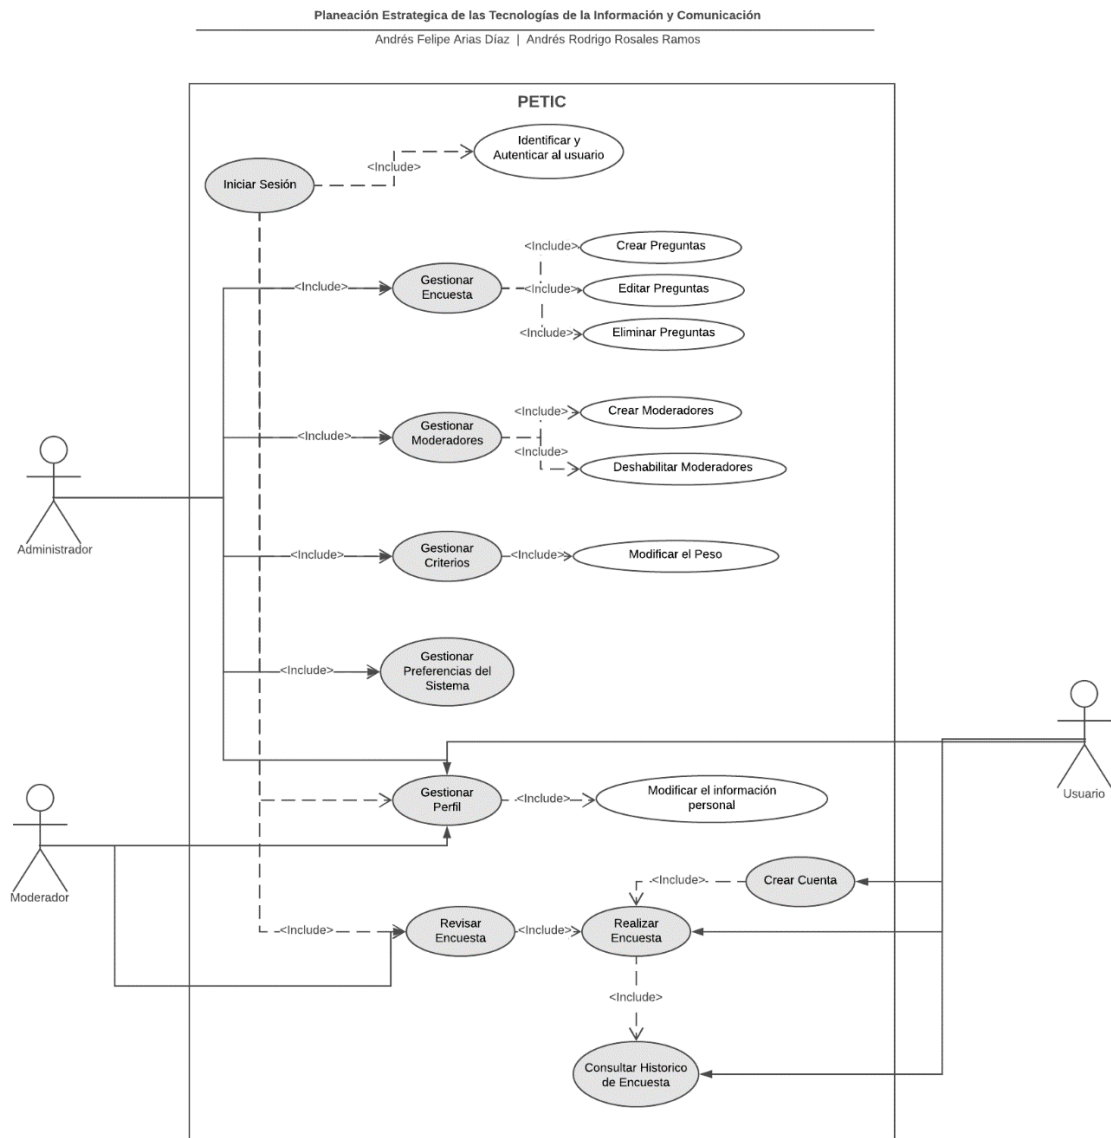 Planeación Estrategica de las Tecnologías de la Información y Comunicación
Andrés Felipe Arias Díaz | Andrés Rodrigo Rosales Ramos
PETIC
Identificar y
Autenticar al usuario
<Include>
Iniciar Sesión
<Include>
Crear Preguntas
Gestionar
Encuesta
<Include>
<Include>
Editar Preguntas
<Include>
Eliminar Preguntas
<Include>
Crear Moderadores
Gestionar
Moderadores
<Include>
<Include>
Deshabilitar Moderadores
Administrador
Gestionar
Criterios
<Include>
<Include>
Modificar el Peso
Gestionar
Preferencias del
Sistema
<Include>
Gestionar
Perfil
<Include>
Modificar el información
personal
Usuario
Moderador
<Include>
Crear Cuenta
<Include>
Revisar
Encuesta
<Include>
Realizar
Encuesta
<Include>
Consultar Historico
de Encuesta